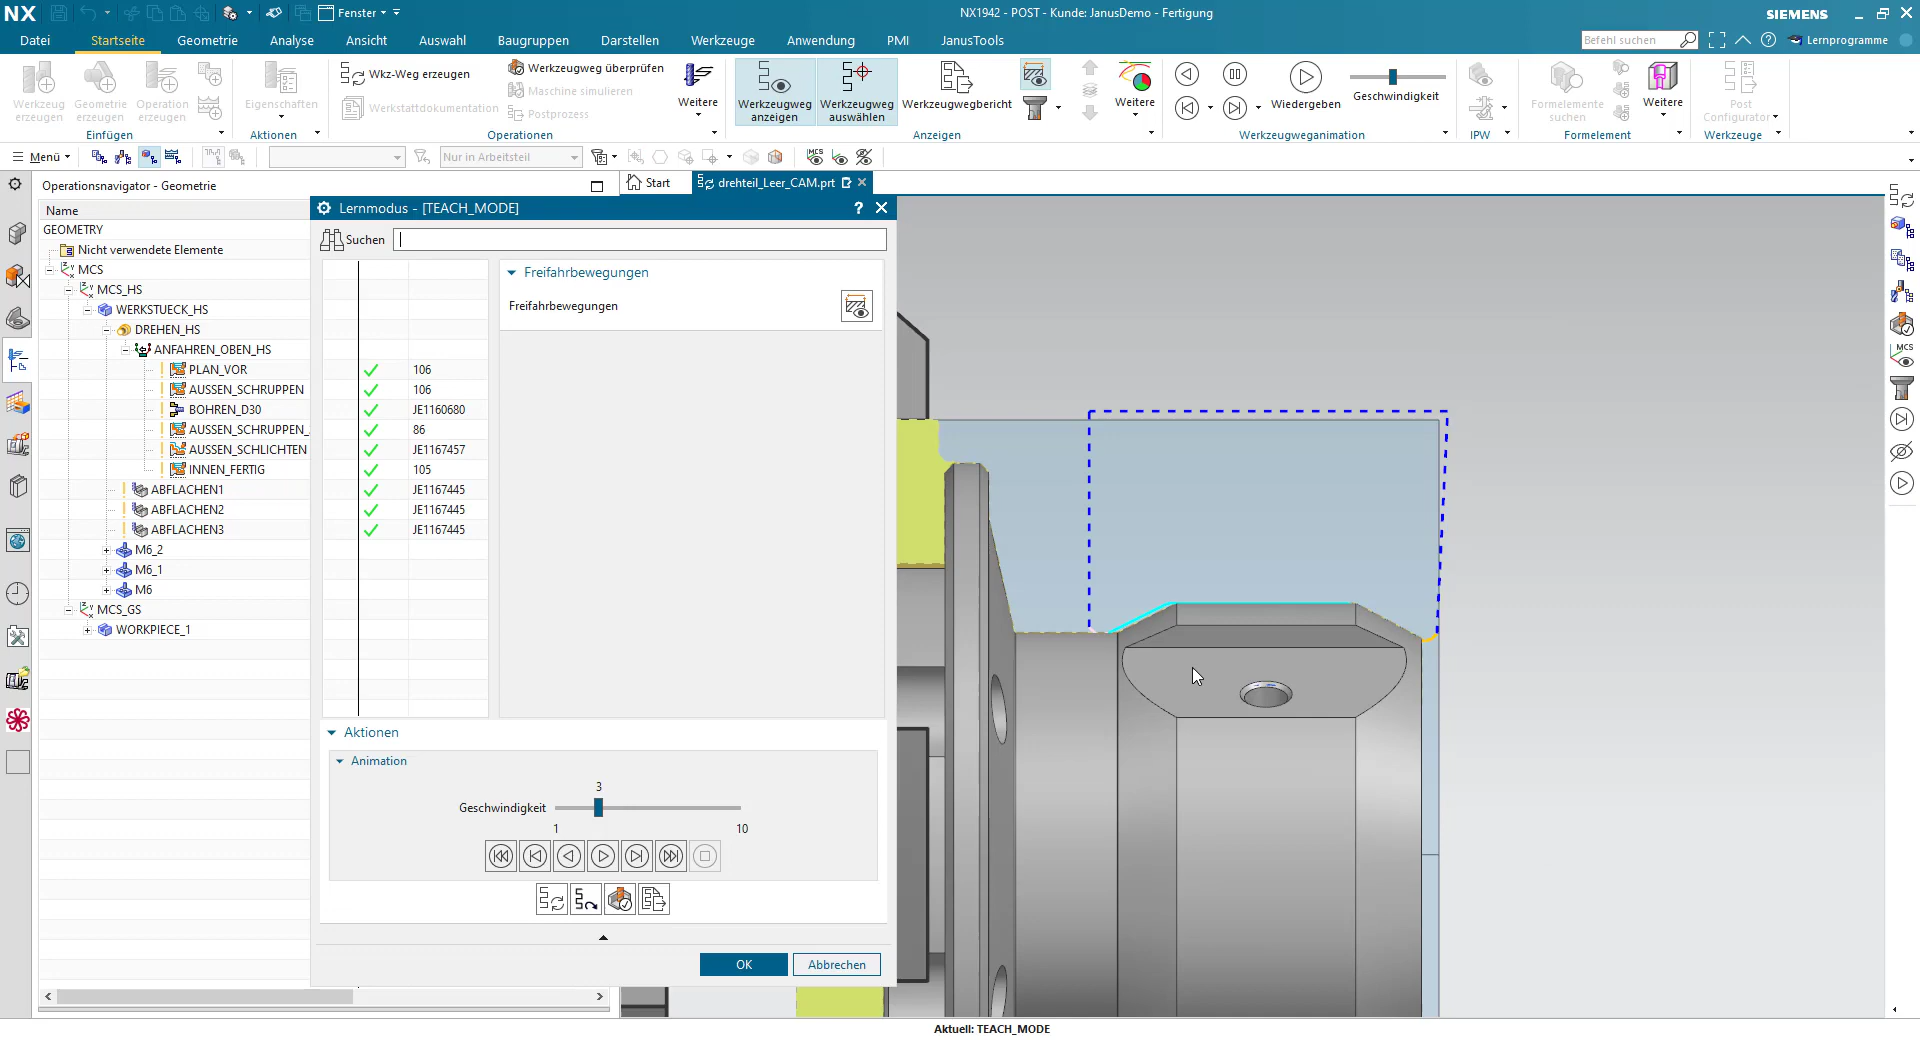 NX
Fenster
NX1942 - POST - Kunde: JanusDemo - Fertigung
SIEMENS
Datei
Startseite
Geometrie
Analyse
Ansicht
Auswahl
Baugruppen
Darstellen
Werkzeuge
Anwendung
PMI
JanusTools
Befehl suchen
Lernprogramme
Werkzeug erzeugen
Geometrie erzeugen
Operation erzeugen
Einfügen
Eigenschaften
Aktionen
Wkz-Weg erzeugen
Werkstattdokumentation
Werkzeugweg überprüfen
Maschine simulieren
Postprozess
Weitere
Operationen
Werkzeugweg anzeigen
Werkzeugweg auswählen
Werkzeugwegbericht
Weitere
Anzeigen
Wiedergeben
Geschwindigkeit
Werkzeugweganimation
IPW
Formelemente suchen
Weitere
Formelement
Post Configurator
Werkzeuge
Menü
Nur in Arbeitsteil
MCS
Operationsnavigator - Geometrie
Start
drehteil_Leer_CAM.prt
Name
GEOMETRY
Nicht verwendete Elemente
MCS
MCS_HS
WERKSTUECK_HS
DREHEN_HS
ANFAHREN_OBEN_HS
PLAN_VOR
AUSSEN_SCHRUPPEN
BOHREN_D30
AUSSEN_SCHRUPPEN_
AUSSEN_SCHLICHTEN
INNEN_FERTIG
ABFLACHEN1
ABFLACHEN2
ABFLACHEN3
M6_2
M6_1
M6
MCS_GS
WORKPIECE_1
Lernmodus - [TEACH_MODE]
Suchen
106
106
JE1160680
86
JE1167457
105
JE1167445
JE1167445
JE1167445
Freifahrbewegungen
Freifahrbewegungen
Aktionen
Animation
3
Geschwindigkeit
1
10
OK
Abbrechen
MCS
Aktuell: TEACH_MODE